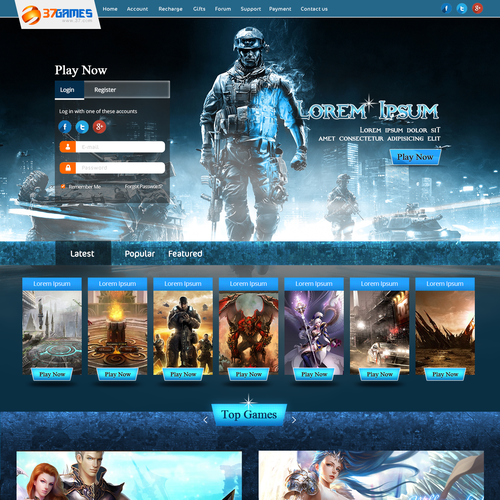 37GAMES
www.37.com
Home Account Recharge Gifts Forum Support Payment Contact us
Play Now
Login Register
Log in with one of these accounts
E-mail
Password
Remember Me Forgot Password?
Lorem Ipsum
Lorem ipsum dolor sit
amet consectetur adipisicing elit
Play Now
Latest Popular Featured
Lorem Ipsum Lorem Ipsum Lorem Ipsum Lorem Ipsum Lorem Ipsum Lorem Ipsum Lorem Ipsum
Play Now Play Now Play Now Play Now Play Now Play Now Play Now
Top Games